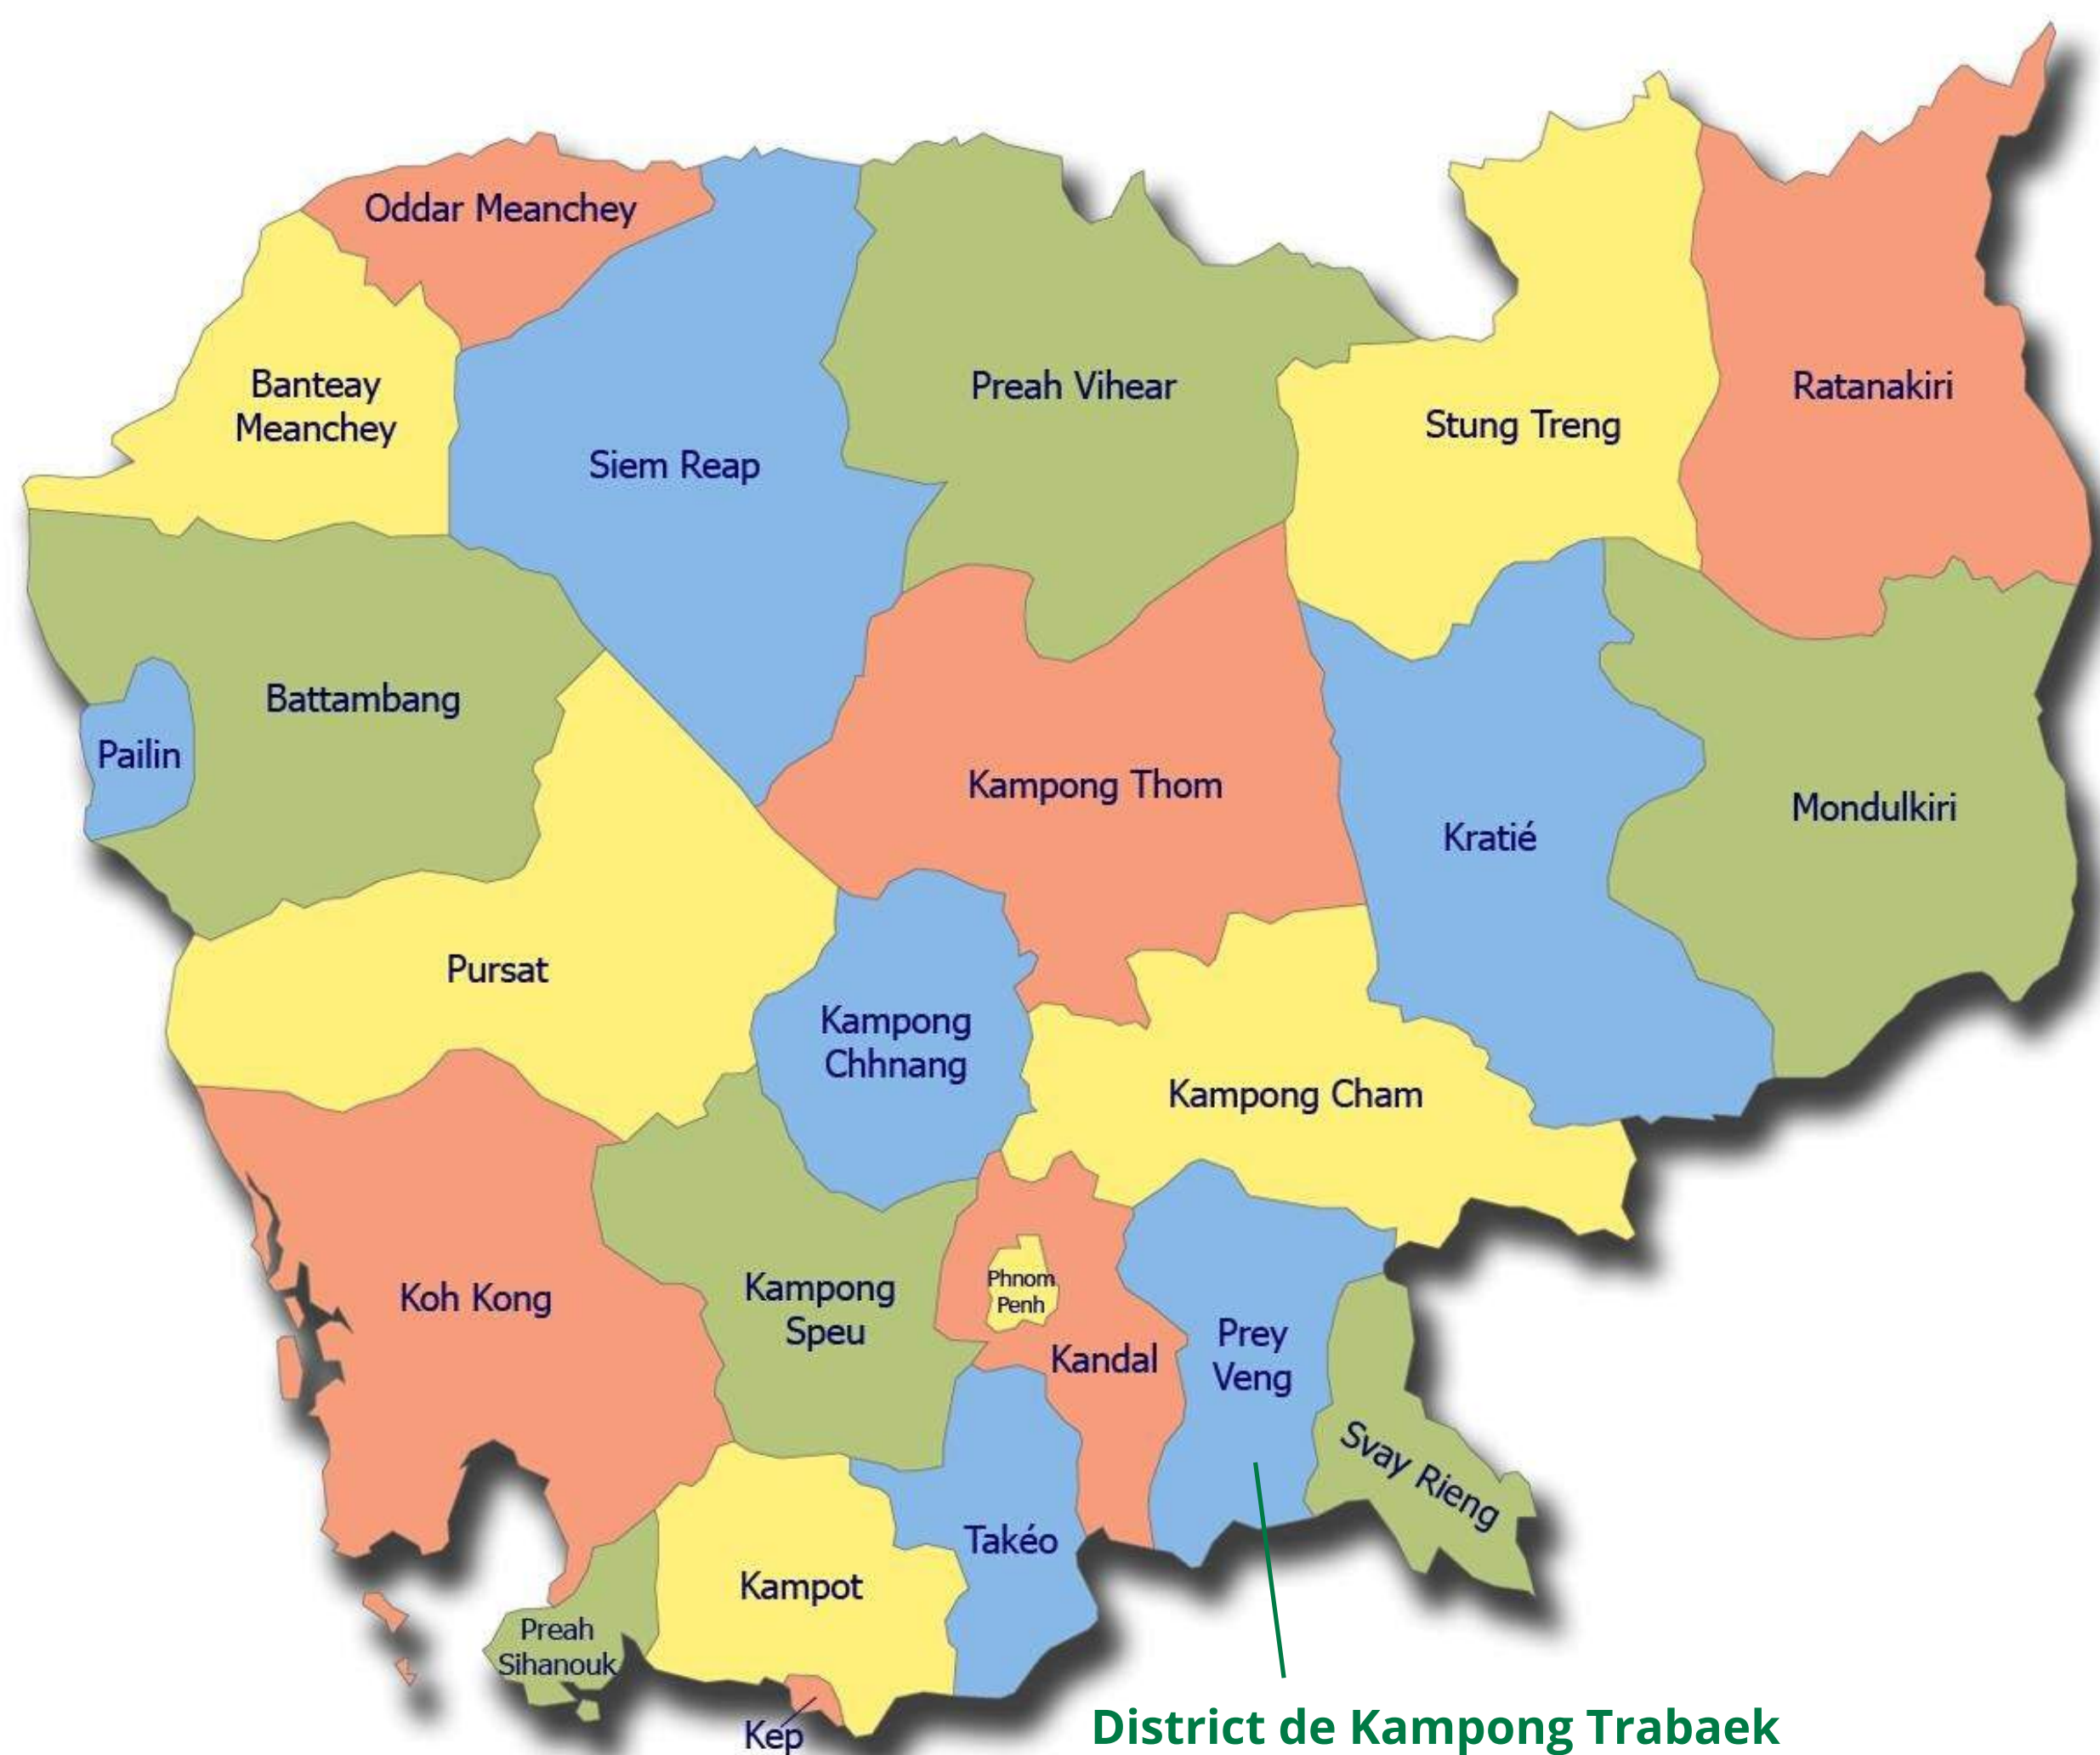 Oddar Meanchey
Banteay
Meanchey
Siem Reap
Preah Vihear
Stung Treng
Ratanakiri
Battambang
Pailin
Kampong Thom
Kratié
Mondulkiri
Pursat
Kampong
Chhnang
Kampong Cham
Koh Kong
Kampong
Speu
Phnom
Penh
Kandal
Prey
Veng
Svay Rieng
Takéo
Kampot
Preah
Sihanouk
Kep
District de Kampong Trabaek